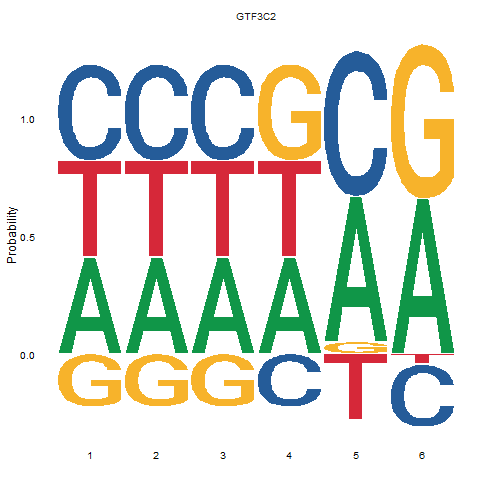 GTF3C2
Probability
1.0
0.5
0.0
C C C G C G
T T T T A A
A A A A G T
G G G C T C
1 2 3 4 5 6